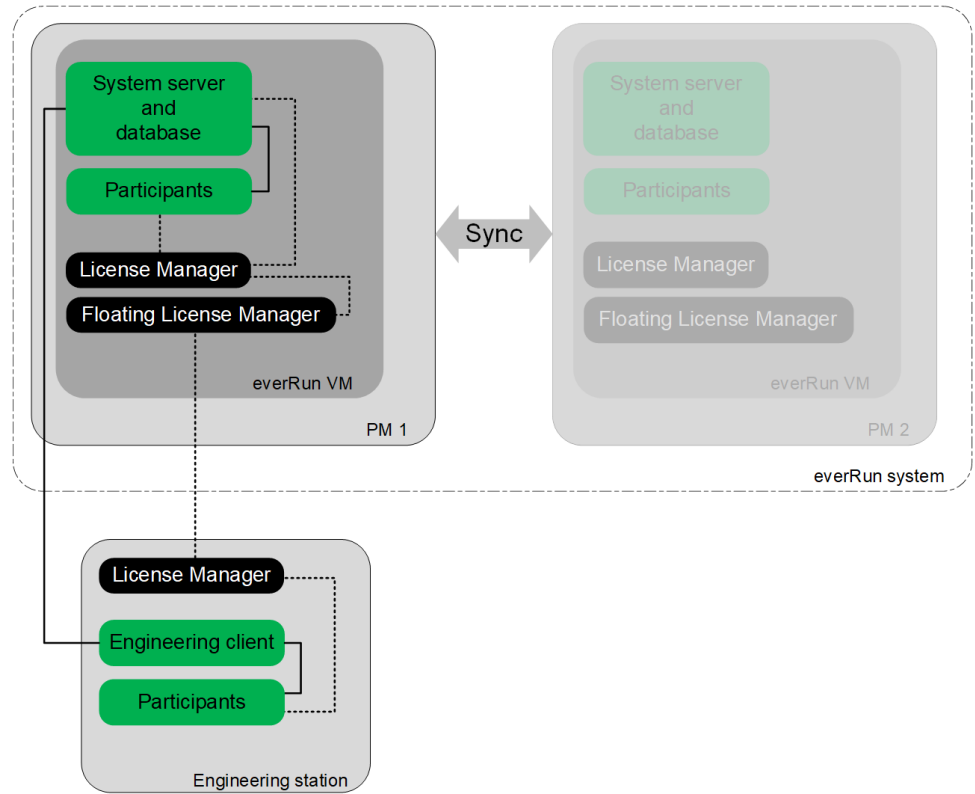 System server
and
database
Participants
License Manager
Floating License Manager
everRun VM
PM 1
Sync
System server
and
database
Participants
License Manager
Floating License Manager
everRun VM
PM 2
everRun system
License Manager
Engineering client
Participants
Engineering station